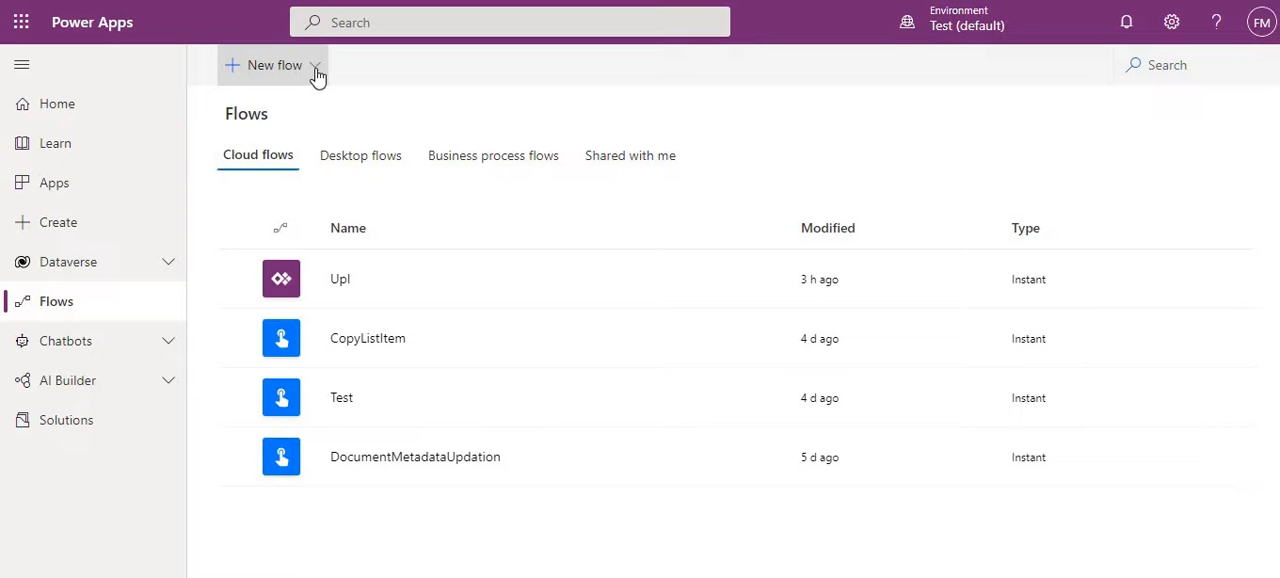 Power Apps
Search
Environment
Test (default)
FM
New flow
Search
Home
Learn
Apps
Create
Dataverse
Flows
Chatbots
AI Builder
Solutions
Flows
Cloud flows Desktop flows Business process flows Shared with me
Name Modified Type
Upl 3 h ago Instant
CopyListItem 4 d ago Instant
Test 4 d ago Instant
DocumentMetadataUpdation 5 d ago Instant